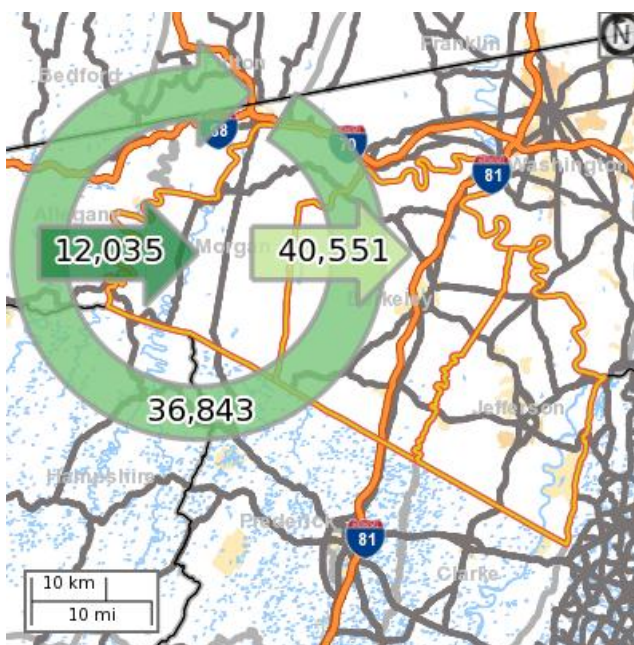 Franklin
N
Bedford
lton
68
70
81
Washington
Allegany
12,035
Morgan
40,551
Berkeley
36,843
Jefferson
Hampshire
Frederick
81
Clarke
10 km
10 mi